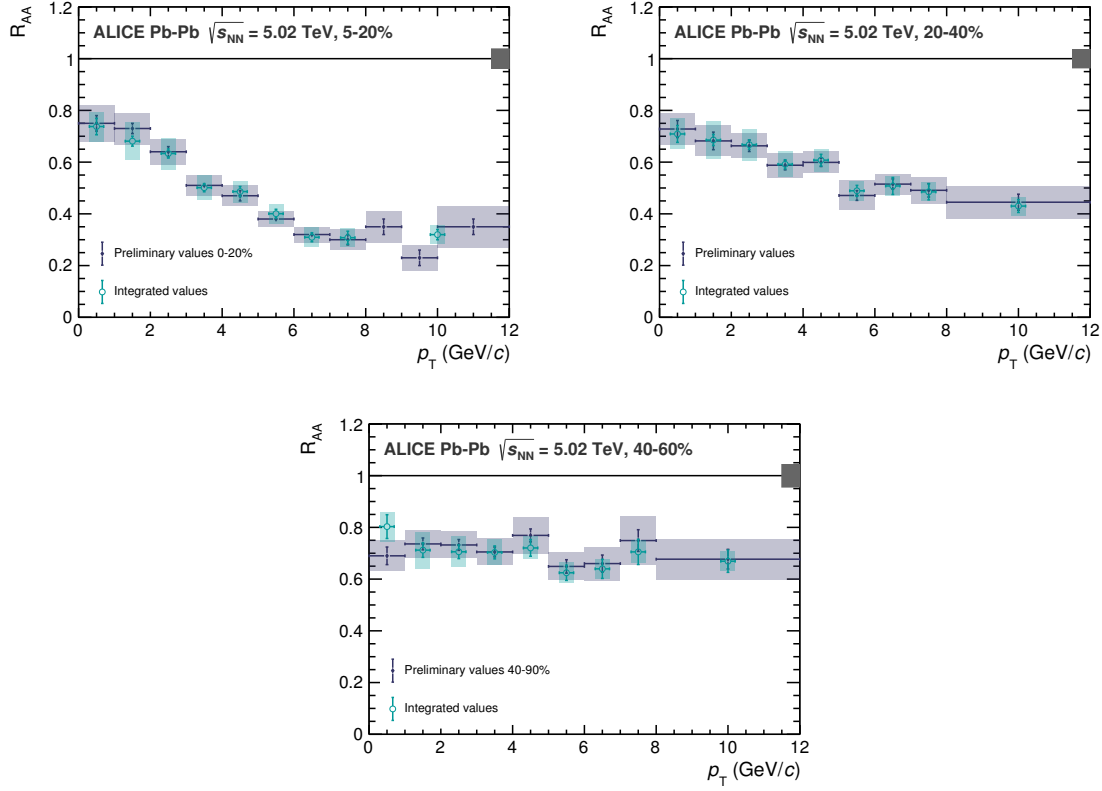 R_AA
1.2
ALICE Pb-Pb √s_NN = 5.02 TeV, 5-20%
1
0.8
0.6
0.4
Preliminary values 0-20%
0.2
Integrated values
0
0 2 4 6 8 10 12
p_T (GeV/c)
R_AA
1.2
ALICE Pb-Pb √s_NN = 5.02 TeV, 20-40%
1
0.8
0.6
0.4
Preliminary values
0.2
Integrated values
0
0 2 4 6 8 10 12
p_T (GeV/c)
R_AA
1.2
ALICE Pb-Pb √s_NN = 5.02 TeV, 40-60%
1
0.8
0.6
0.4
Preliminary values 40-90%
0.2
Integrated values
0
0 2 4 6 8 10 12
p_T (GeV/c)